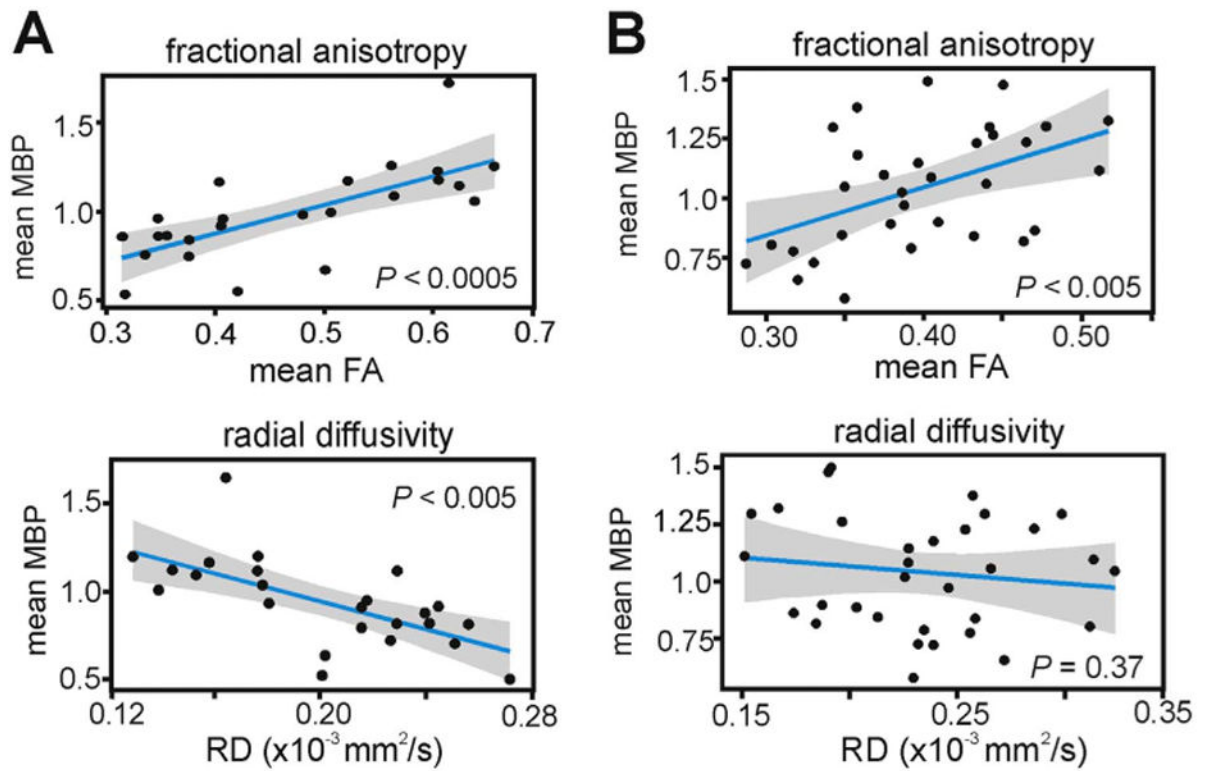 A
fractional anisotropy
mean MBP
1.5
1.0
0.5
P < 0.0005
0.3 0.4 0.5 0.6 0.7
mean FA
B
fractional anisotropy
mean MBP
1.5
1.25
1.0
0.75
P < 0.005
0.30 0.40 0.50
mean FA
radial diffusivity
mean MBP
1.5
1.0
0.5
P < 0.005
0.12 0.20 0.28
RD (x10⁻³ mm²/s)
radial diffusivity
mean MBP
1.5
1.25
1.0
0.75
P = 0.37
0.15 0.25 0.35
RD (x10⁻³ mm²/s)